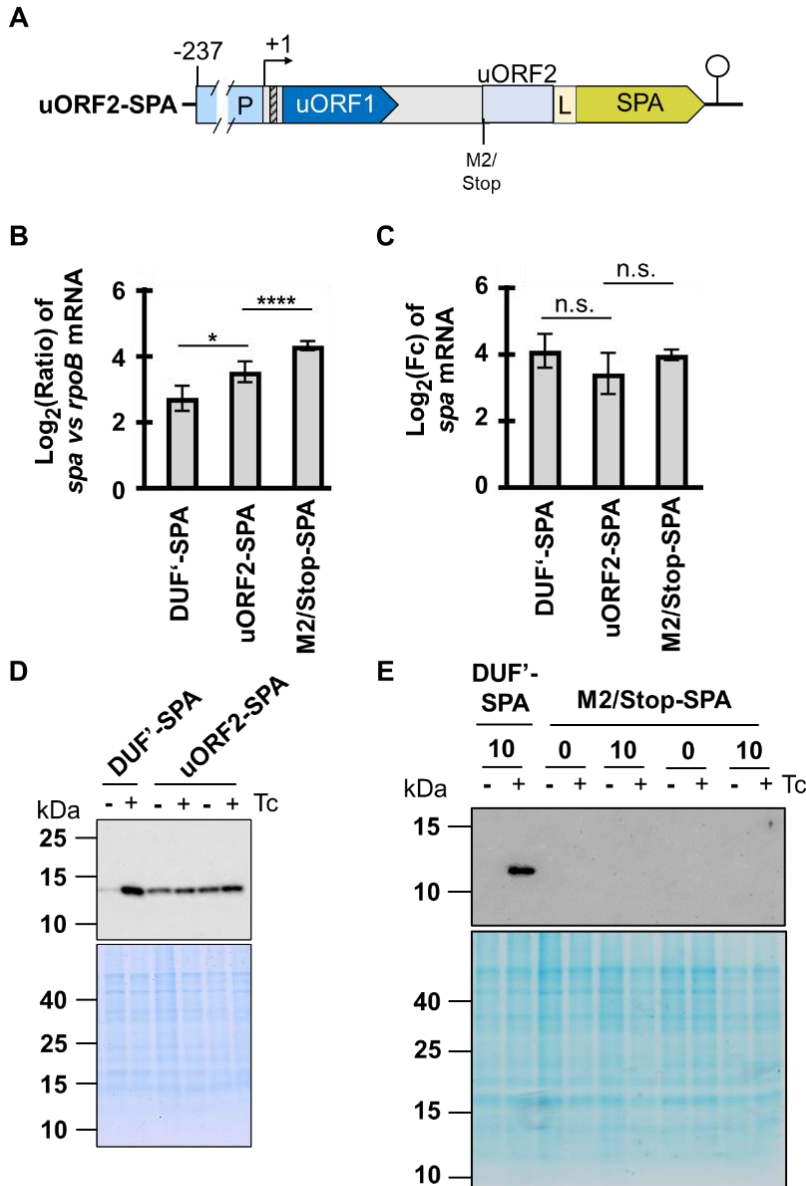 A
-237
+1
uORF2
uORF2-SPA
P
uORF1
L
SPA
M2/
Stop
B
Log2(Ratio) of
spa vs rpoB mRNA
6
4
2
0
*
****
DUF‘-SPA
uORF2-SPA
M2/Stop-SPA
C
Log2(Fc) of
spa mRNA
6
4
2
0
n.s.
n.s.
DUF‘-SPA
uORF2-SPA
M2/Stop-SPA
D
DUF’-SPA
uORF2-SPA
- + - + - + Tc
kDa
25
15
10
40
25
15
10
E
DUF’-
SPA
M2/Stop-SPA
10 0 10 0 10
- + - + - + - + - + Tc
kDa
15
10
40
25
15
10